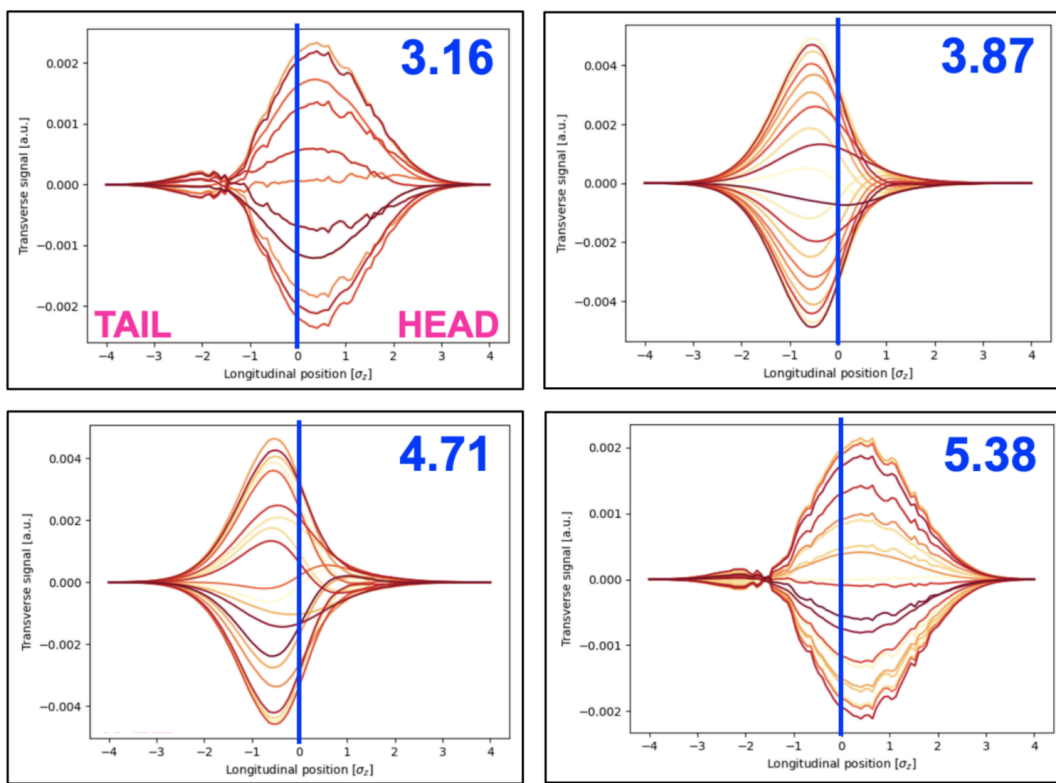 3.16
Transverse signal [a.u.]
0.002
0.001
0.000
−0.001
−0.002
TAIL
HEAD
−4 −3 −2 −1 0 1 2 3 4
Longitudinal position [σz]
3.87
Transverse signal [a.u.]
0.004
0.002
0.000
−0.002
−0.004
−4 −3 −2 −1 0 1 2 3 4
Longitudinal position [σz]
4.71
Transverse signal [a.u.]
0.004
0.002
0.000
−0.002
−0.004
−4 −3 −2 −1 0 1 2 3 4
Longitudinal position [σz]
5.38
Transverse signal [a.u.]
0.002
0.001
0.000
−0.001
−0.002
−4 −3 −2 −1 0 1 2 3 4
Longitudinal position [σz]